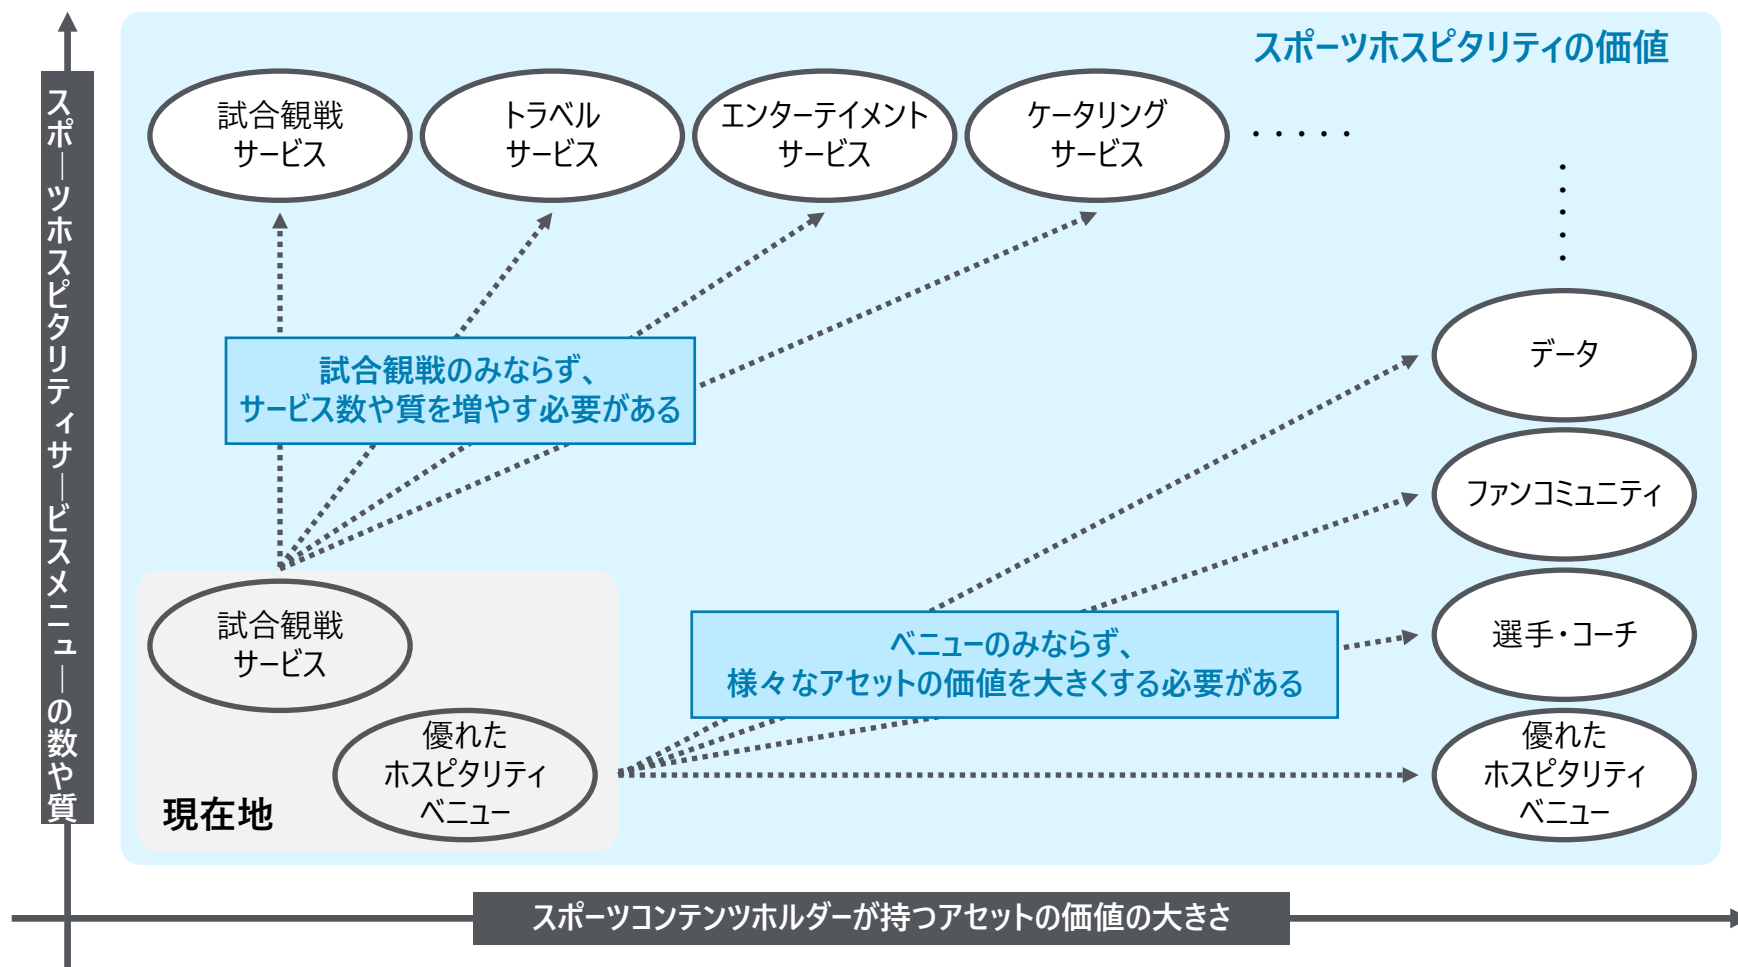 スポーツホスピタリティの価値
スポーツホスピタリティサービスメニューの数や質
試合観戦
サービス
トラベル
サービス
エンターテイメント
サービス
ケータリング
サービス
・・・・・
・・・・・
試合観戦のみならず、
サービス数や質を増やす必要がある
データ
ファンコミュニティ
選手・コーチ
優れた
ホスピタリティ
ベニュー
ベニューのみならず、
様々なアセットの価値を大きくする必要がある
試合観戦
サービス
優れた
ホスピタリティ
ベニュー
現在地
スポーツコンテンツホルダーが持つアセットの価値の大きさ